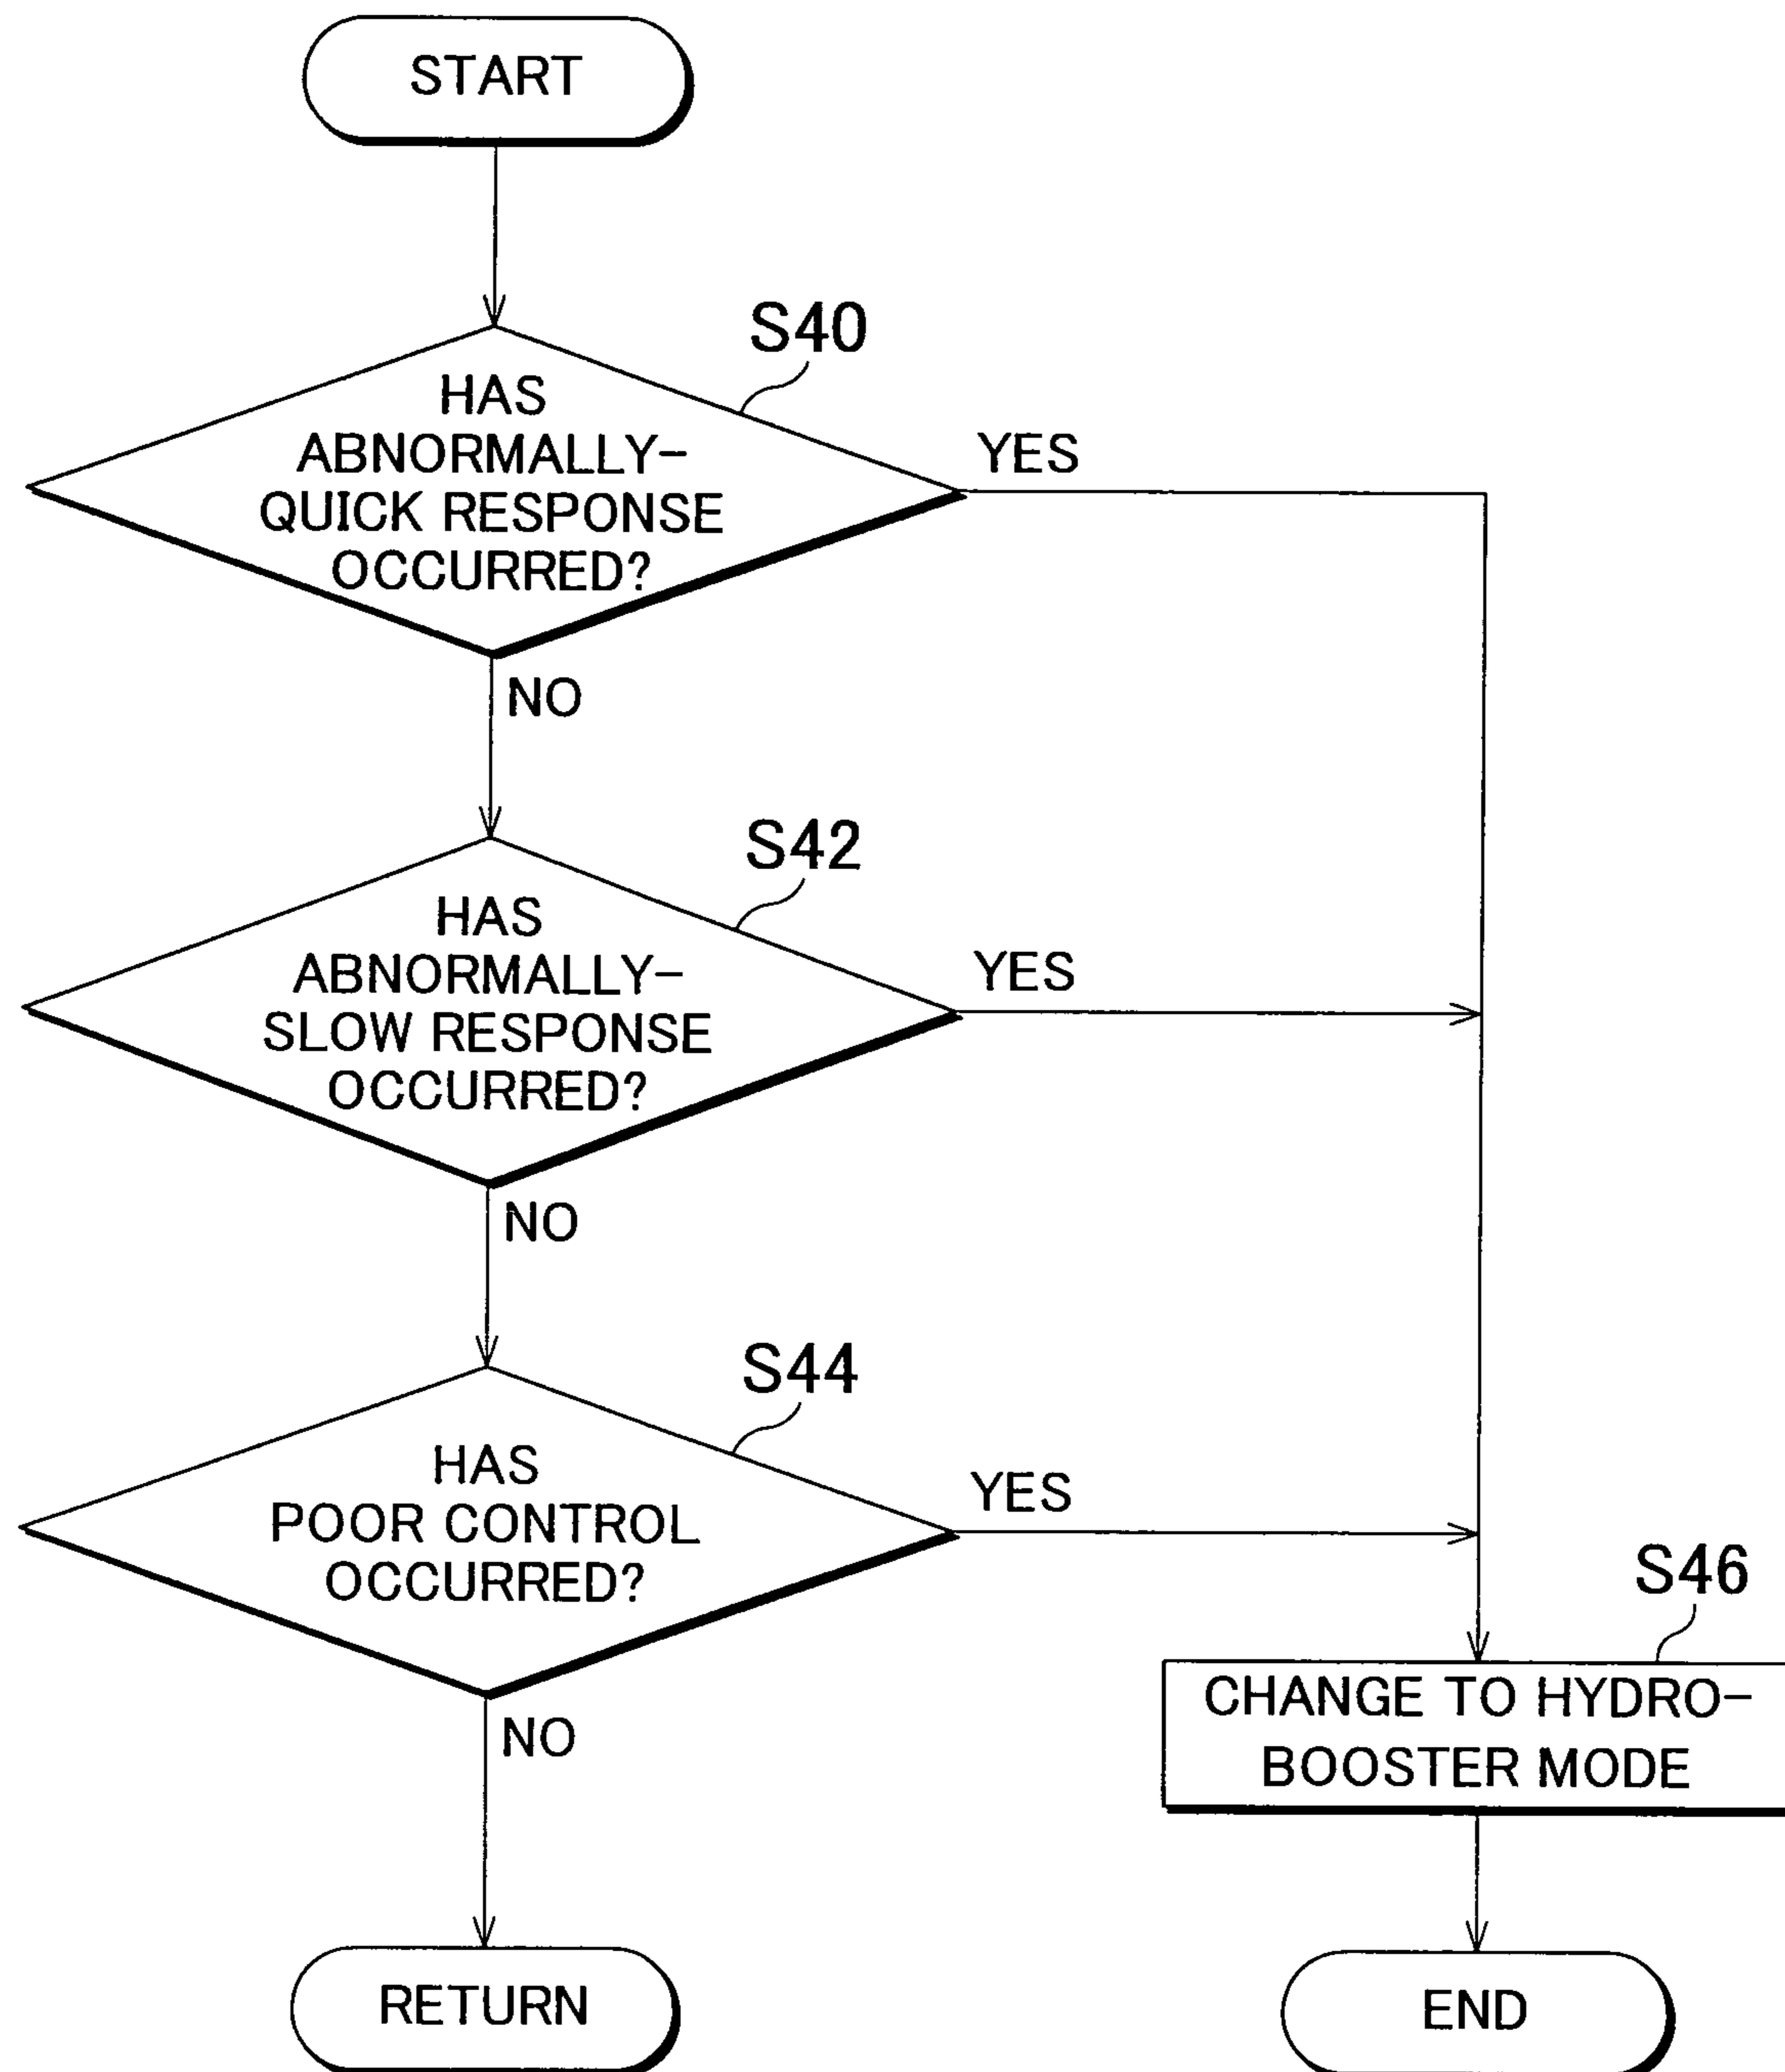 START
S40
HAS
ABNORMALLY-
QUICK RESPONSE
OCCURRED?
YES
NO
S42
HAS
ABNORMALLY-
SLOW RESPONSE
OCCURRED?
YES
NO
S44
HAS
POOR CONTROL
OCCURRED?
YES
NO
S46
CHANGE TO HYDRO-
BOOSTER MODE
RETURN
END